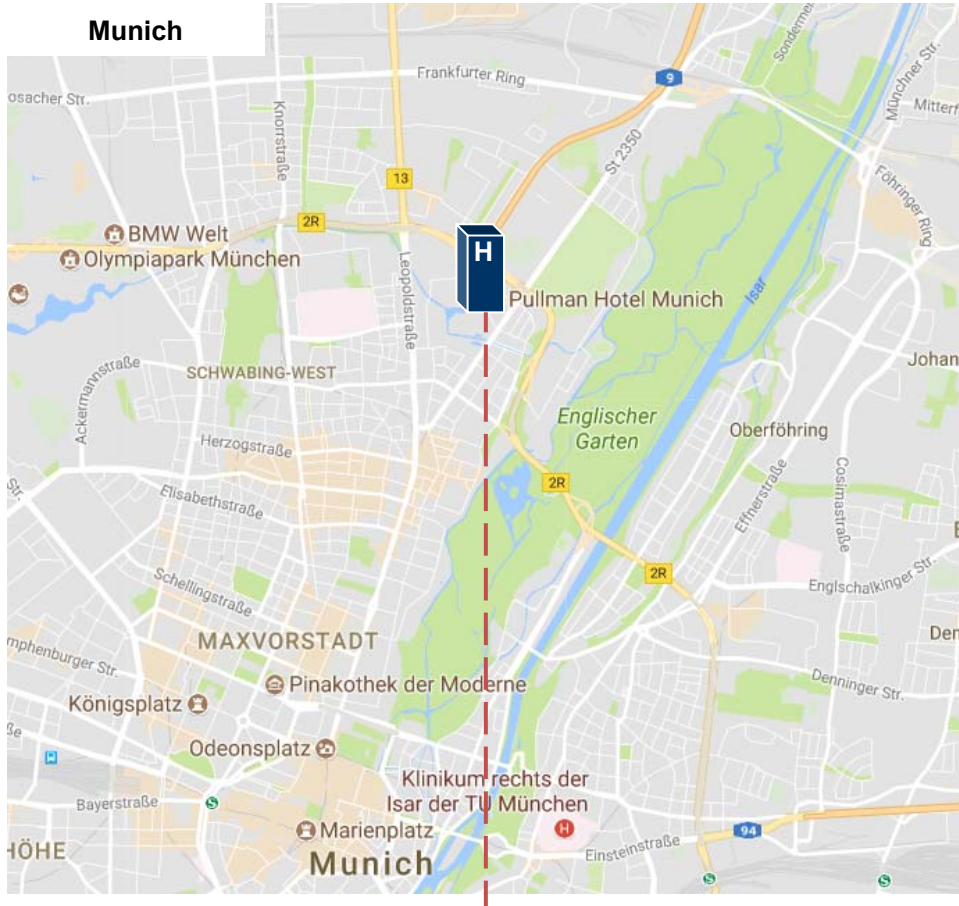 Munich
Frankfurter Ring
9
Sondermei
Münchner Str.
osacher Str.
Knorrstraße
Mitterf
St 2350
13
Föhringer Ring
2R
BMW Welt
Olympiapark München
H
Leopoldstraße
Isar
Pullman Hotel Munich
Ackermannstraße
SCHWABING-WEST
Johan
Englischer
Garten
Oberföhring
Herzogstraße
Cosimastraße
Effnerstraße
Str.
Elisabethstraße
2R
2R
Englschalkinger Str.
Schellingstraße
MAXVORSTADT
Den
mphenburger Str.
Pinakothek der Moderne
Denninger Str.
Königsplatz
Odeonsplatz
Klinikum rechts der
Isar der TU München
Bayerstraße
S
H
Marienplatz
94
HÖHE
Munich
Einsteinstraße
S
S